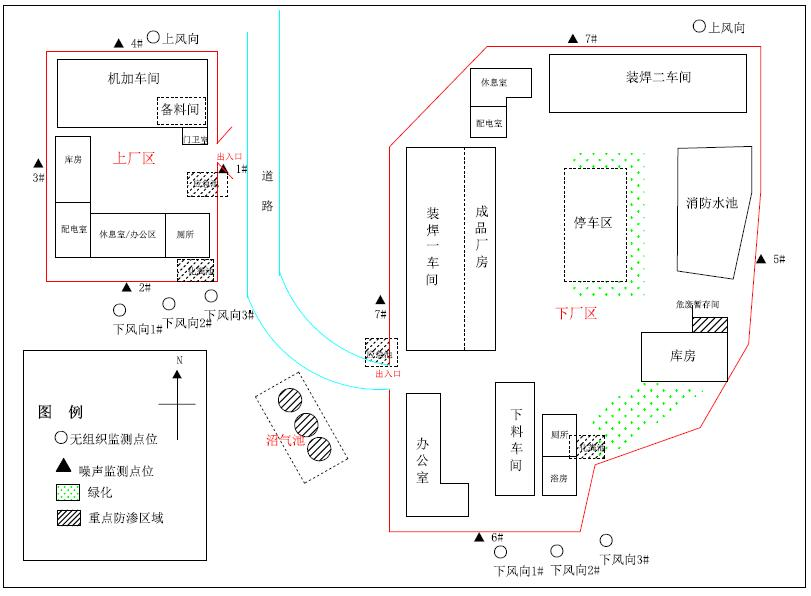 4#
上风向
机加车间
备料间
门卫室
库房
上厂区
出入口
1#
3#
道路
配电室
休息室/办公区
厕所
2#
下风向1#
下风向2#
下风向3#
上风向
7#
休息室
装焊二车间
配电室
装焊一车间
成品厂房
停车区
消防水池
5#
下厂区
危废暂存间
库房
7#
出入口
沼气池
办公室
下料车间
厕所
浴房
6#
下风向1#
下风向2#
下风向3#
N
图 例
无组织监测点位
噪声监测点位
绿化
重点防渗区域